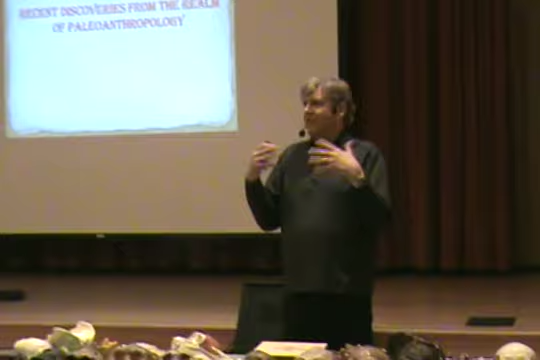 RECENT DISCOVERIES FROM THE REALM
OF PALEOANTHROPOLOGY